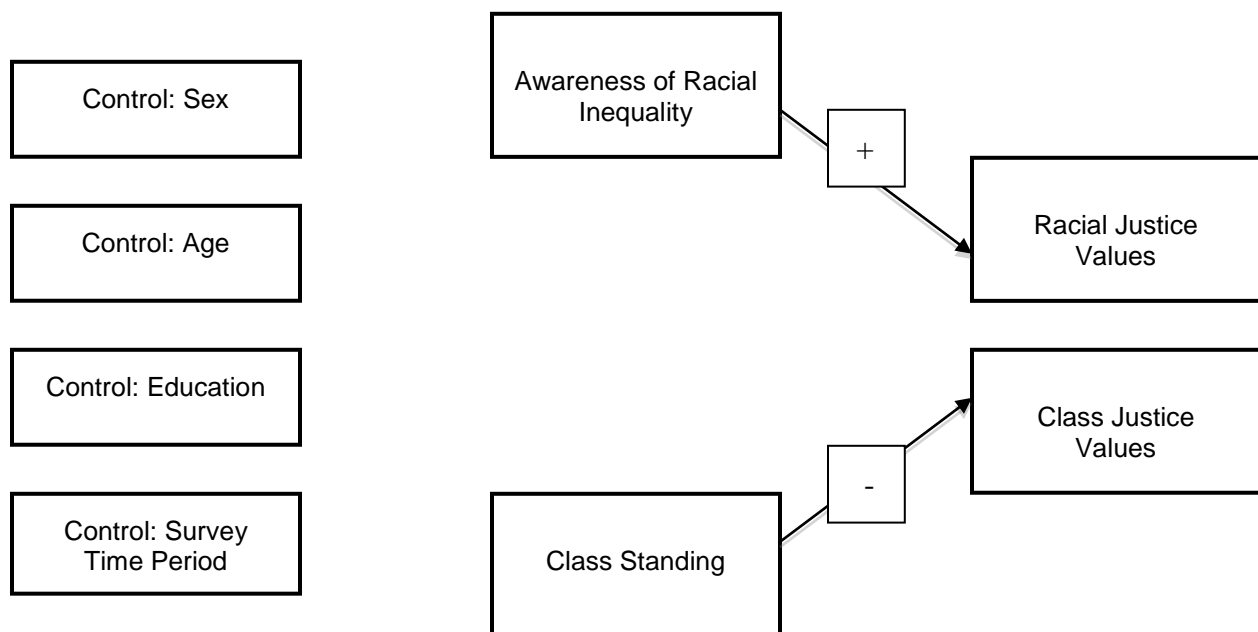 Control: Sex
Control: Age
Control: Education
Control: Survey
Time Period
Awareness of Racial
Inequality
+
Racial Justice
Values
Class Justice
Values
-
Class Standing